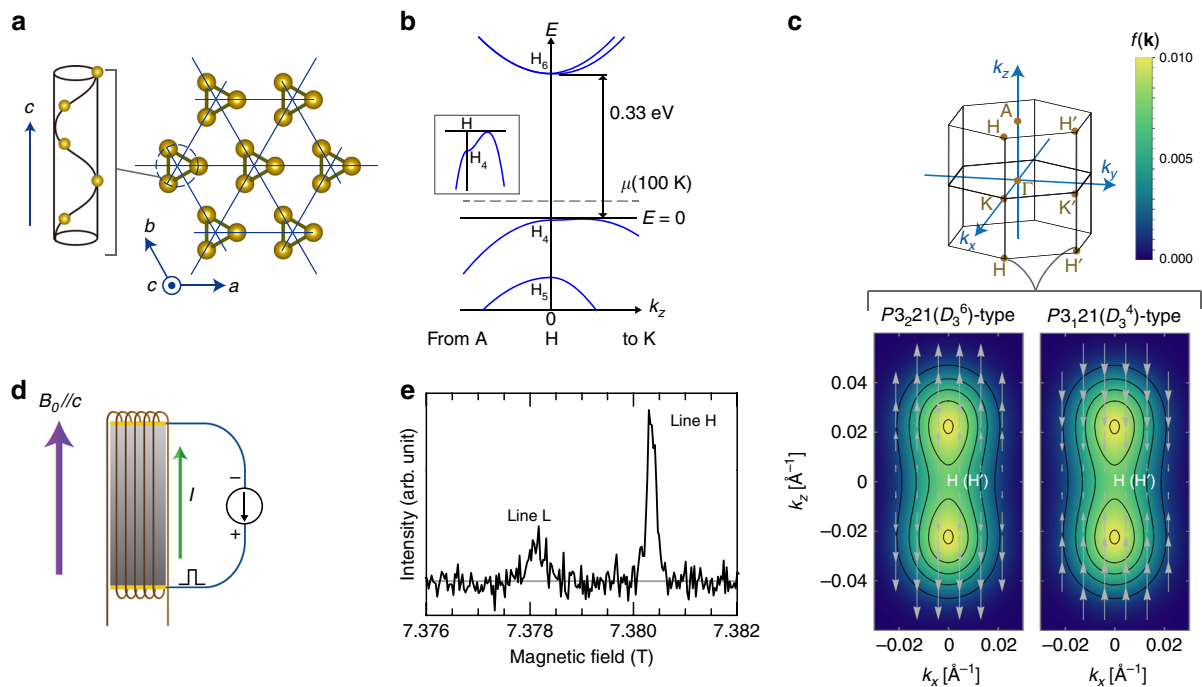 a
c
b
c
a
b
E
H6
0.33 eV
H
H4
μ(100 K)
E = 0
H4
H5
kz
0
From A
H
to K
c
f(k)
0.010
0.005
0.000
kz
A
H
H′
ky
Γ
K
K′
kx
H
H′
P3₂21(D₃⁶)-type
P3₁21(D₃⁴)-type
0.04
0.02
0
−0.02
−0.04
kz [Å⁻¹]
H (H′)
H (H′)
−0.02
0
0.02
−0.02
0
0.02
kx [Å⁻¹]
kx [Å⁻¹]
d
B0//c
I
−
+
e
Line H
Line L
Intensity (arb. unit)
7.376
7.378
7.380
7.382
Magnetic field (T)